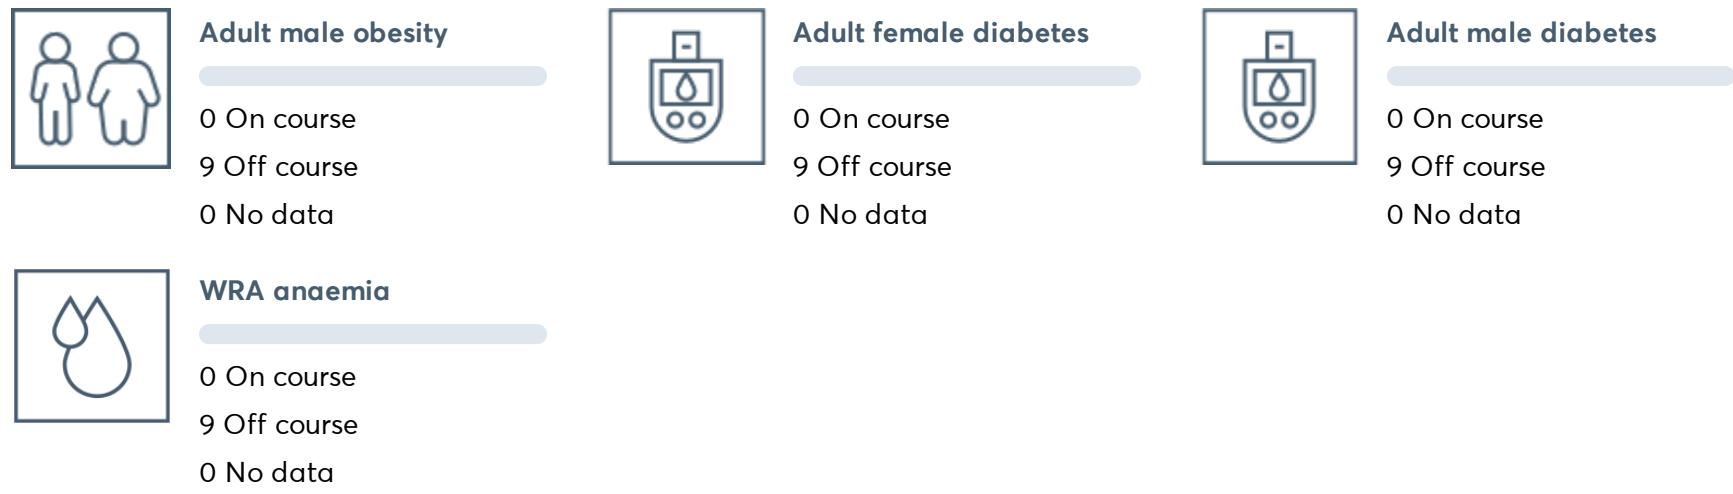 Adult male obesity
0 On course
9 Off course
0 No data
Adult female diabetes
0 On course
9 Off course
0 No data
Adult male diabetes
0 On course
9 Off course
0 No data
WRA anaemia
0 On course
9 Off course
0 No data